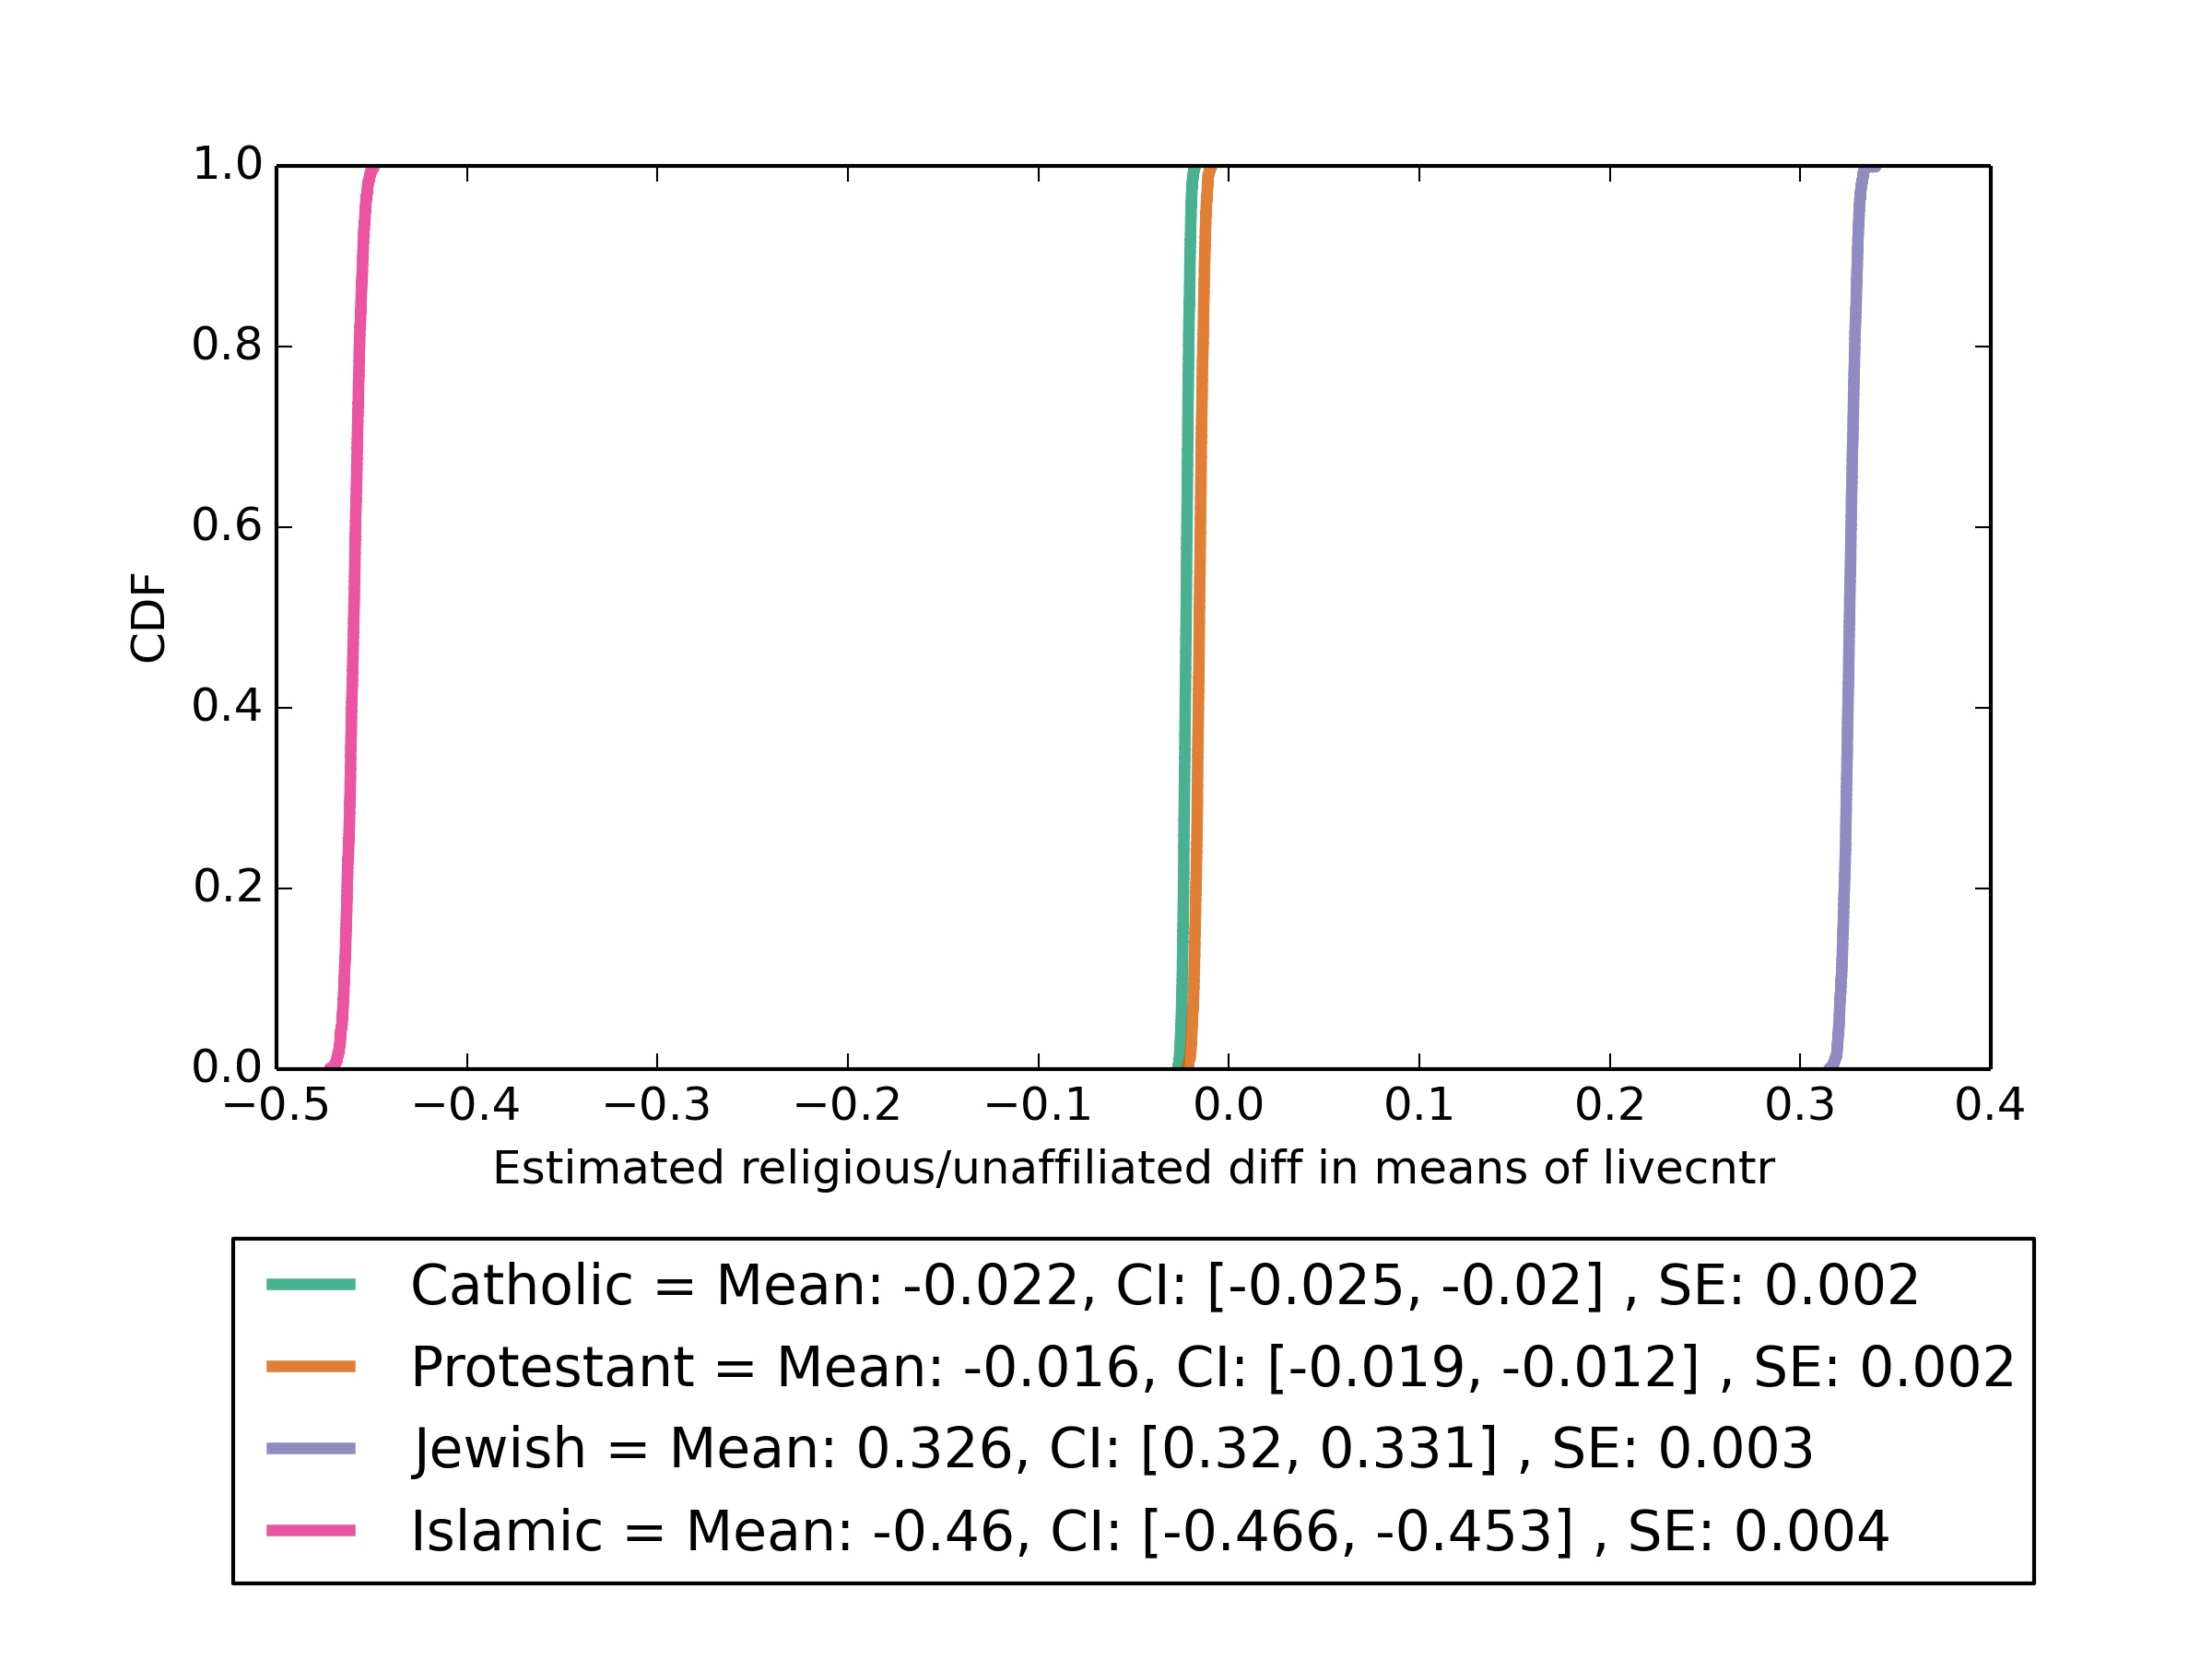 1.0
0.8
0.6
0.4
0.2
0.0
CDF
−0.5 −0.4 −0.3 −0.2 −0.1 0.0 0.1 0.2 0.3 0.4
Estimated religious/unaffiliated diff in means of livecntr
Catholic = Mean: -0.022, CI: [-0.025, -0.02] , SE: 0.002
Protestant = Mean: -0.016, CI: [-0.019, -0.012] , SE: 0.002
Jewish = Mean: 0.326, CI: [0.32, 0.331] , SE: 0.003
Islamic = Mean: -0.46, CI: [-0.466, -0.453] , SE: 0.004